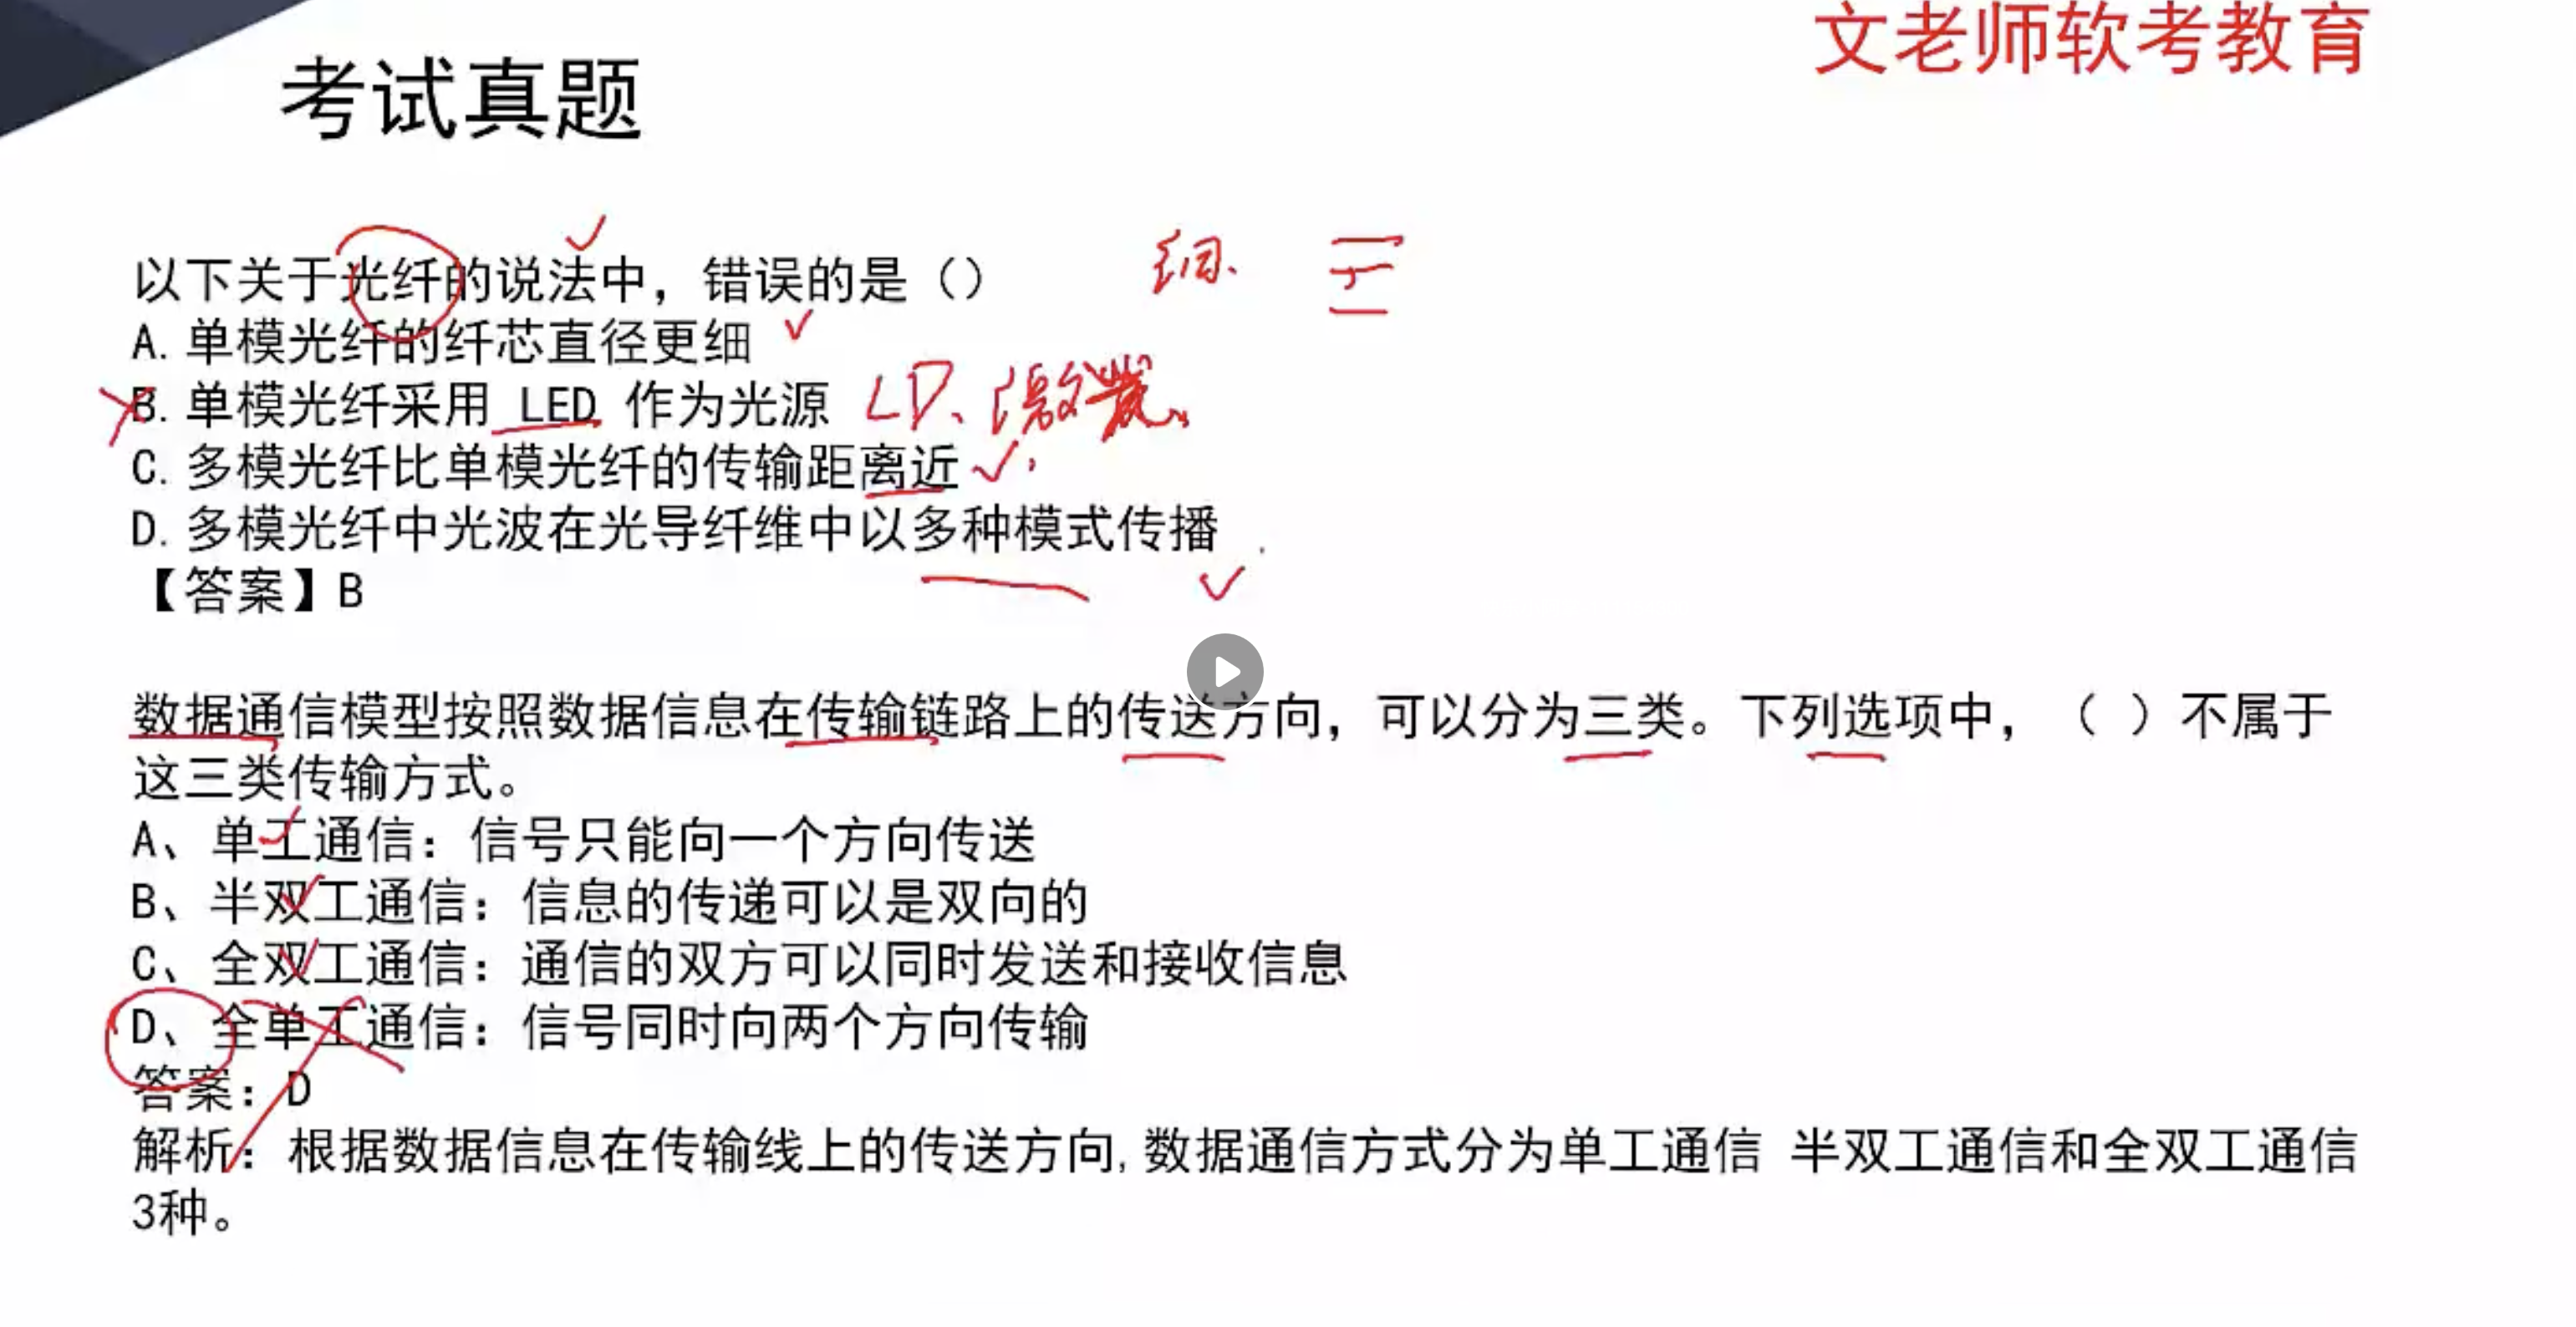 文老师软考教育
考试真题
以下关于光纤的说法中，错误的是（）
细.
A. 单模光纤的纤芯直径更细
B. 单模光纤采用 LED 作为光源 LD、激
C. 多模光纤比单模光纤的传输距离近
D. 多模光纤中光波在光导纤维中以多种模式传播
【答案】B
数据通信模型按照数据信息在传输链路上的传送方向，可以分为三类。下列选项中，（ ）不属于
这三类传输方式。
A、单工通信：信号只能向一个方向传送
B、半双工通信：信息的传递可以是双向的
C、全双工通信：通信的双方可以同时发送和接收信息
D、全单工通信：信号同时向两个方向传输
答案：D
解析：根据数据信息在传输线上的传送方向,数据通信方式分为单工通信 半双工通信和全双工通信
3种。